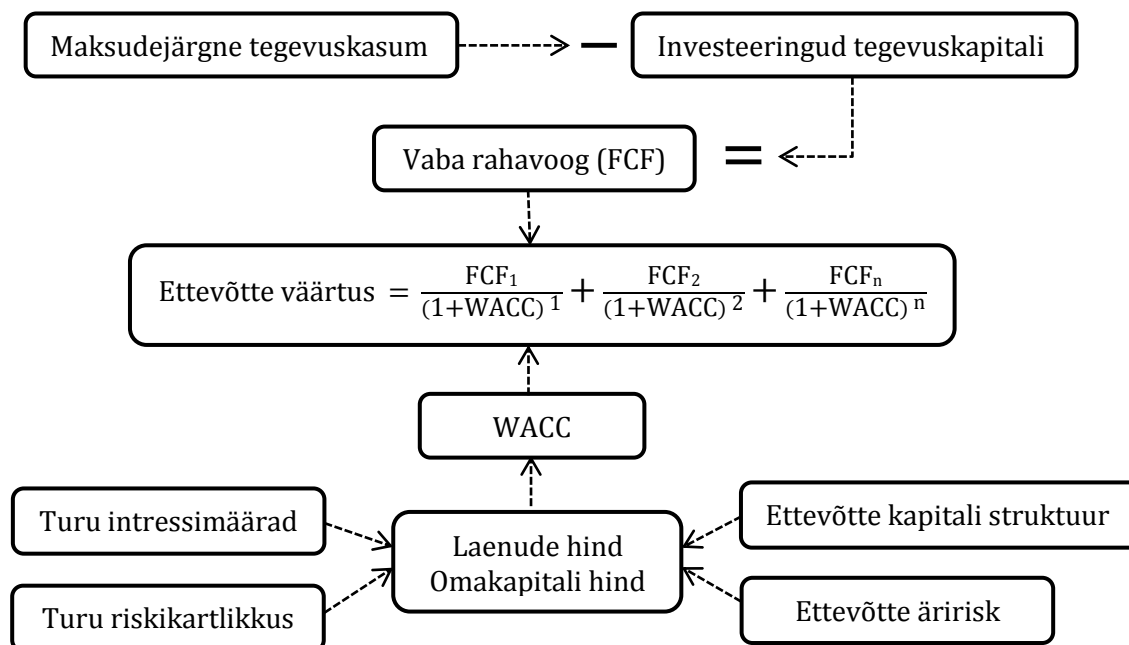 Maksudejärgne tegevuskasum
−
Investeeringud tegevuskapitali
Vaba rahavoog (FCF)
=
Ettevõtte väärtus = FCF₁/(1+WACC)¹ + FCF₂/(1+WACC)² + FCFₙ/(1+WACC)ⁿ
WACC
Turu intressimäärad
Turu riskikartlikkus
Laenude hind
Omakapitali hind
Ettevõtte kapitali struktuur
Ettevõtte äririsk